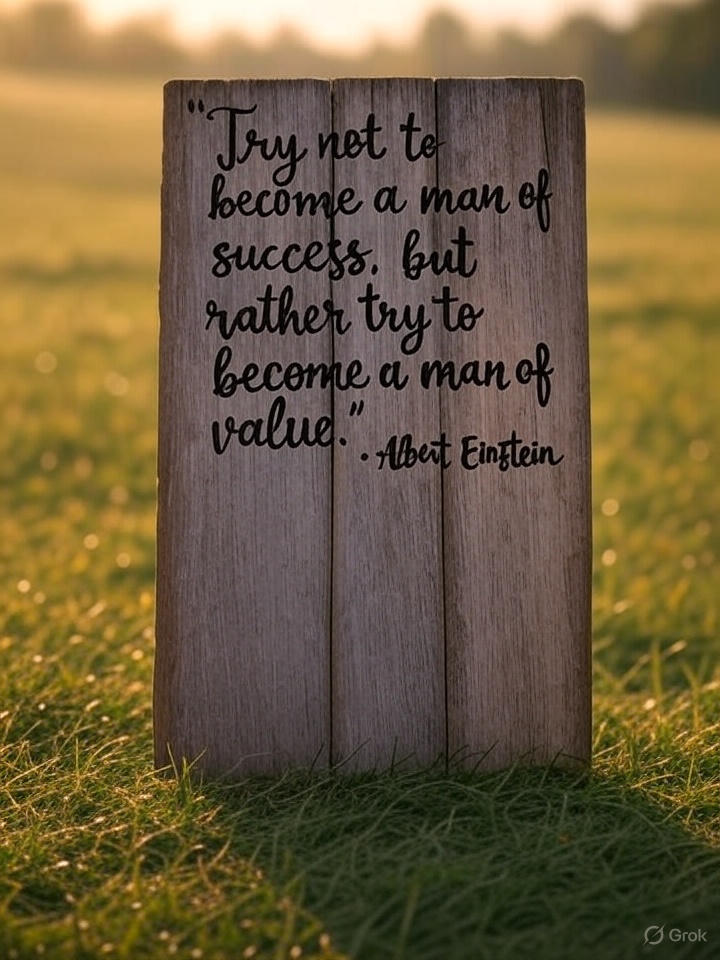 "Try not to
become a man of
success, but
rather try to
become a man of
value."
. Albert Einstein
Grok